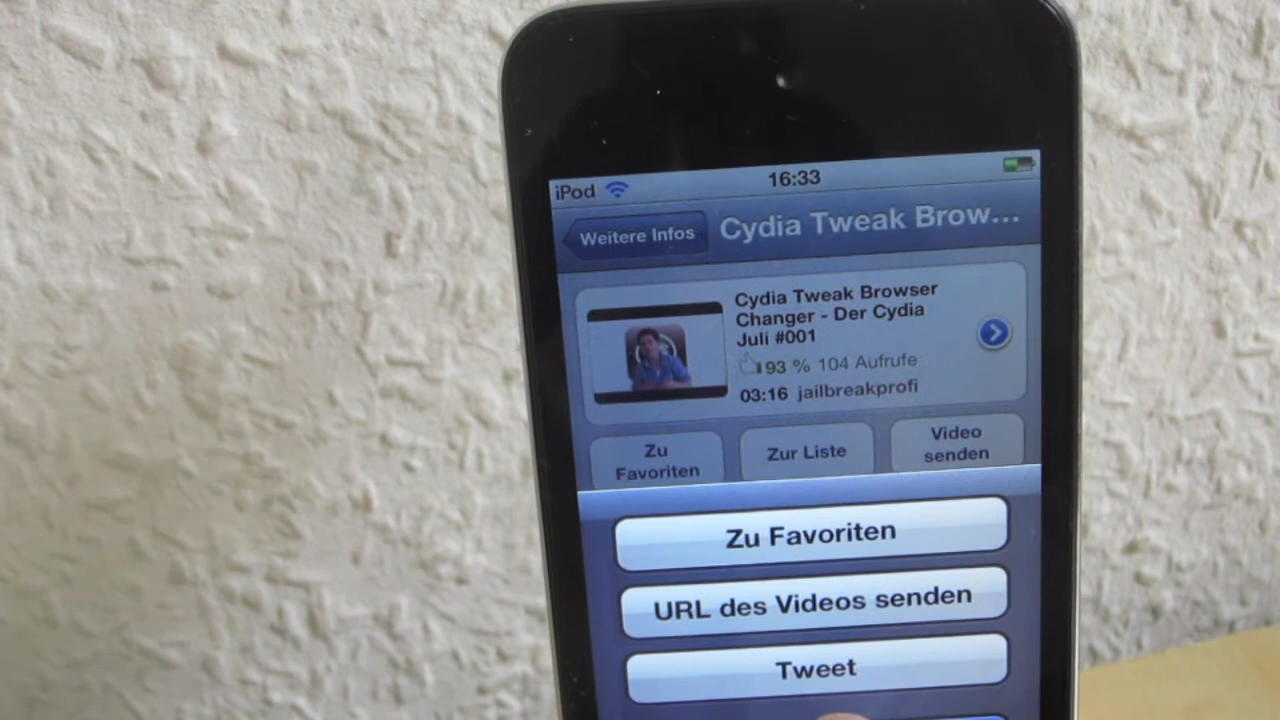 iPod 16:33
Weitere Infos Cydia Tweak Brow...
Cydia Tweak Browser
Changer - Der Cydia
Juli #001
93 % 104 Aufrufe
03:16 jailbreakprofi
Zu
Favoriten
Zur Liste
Video
senden
Zu Favoriten
URL des Videos senden
Tweet